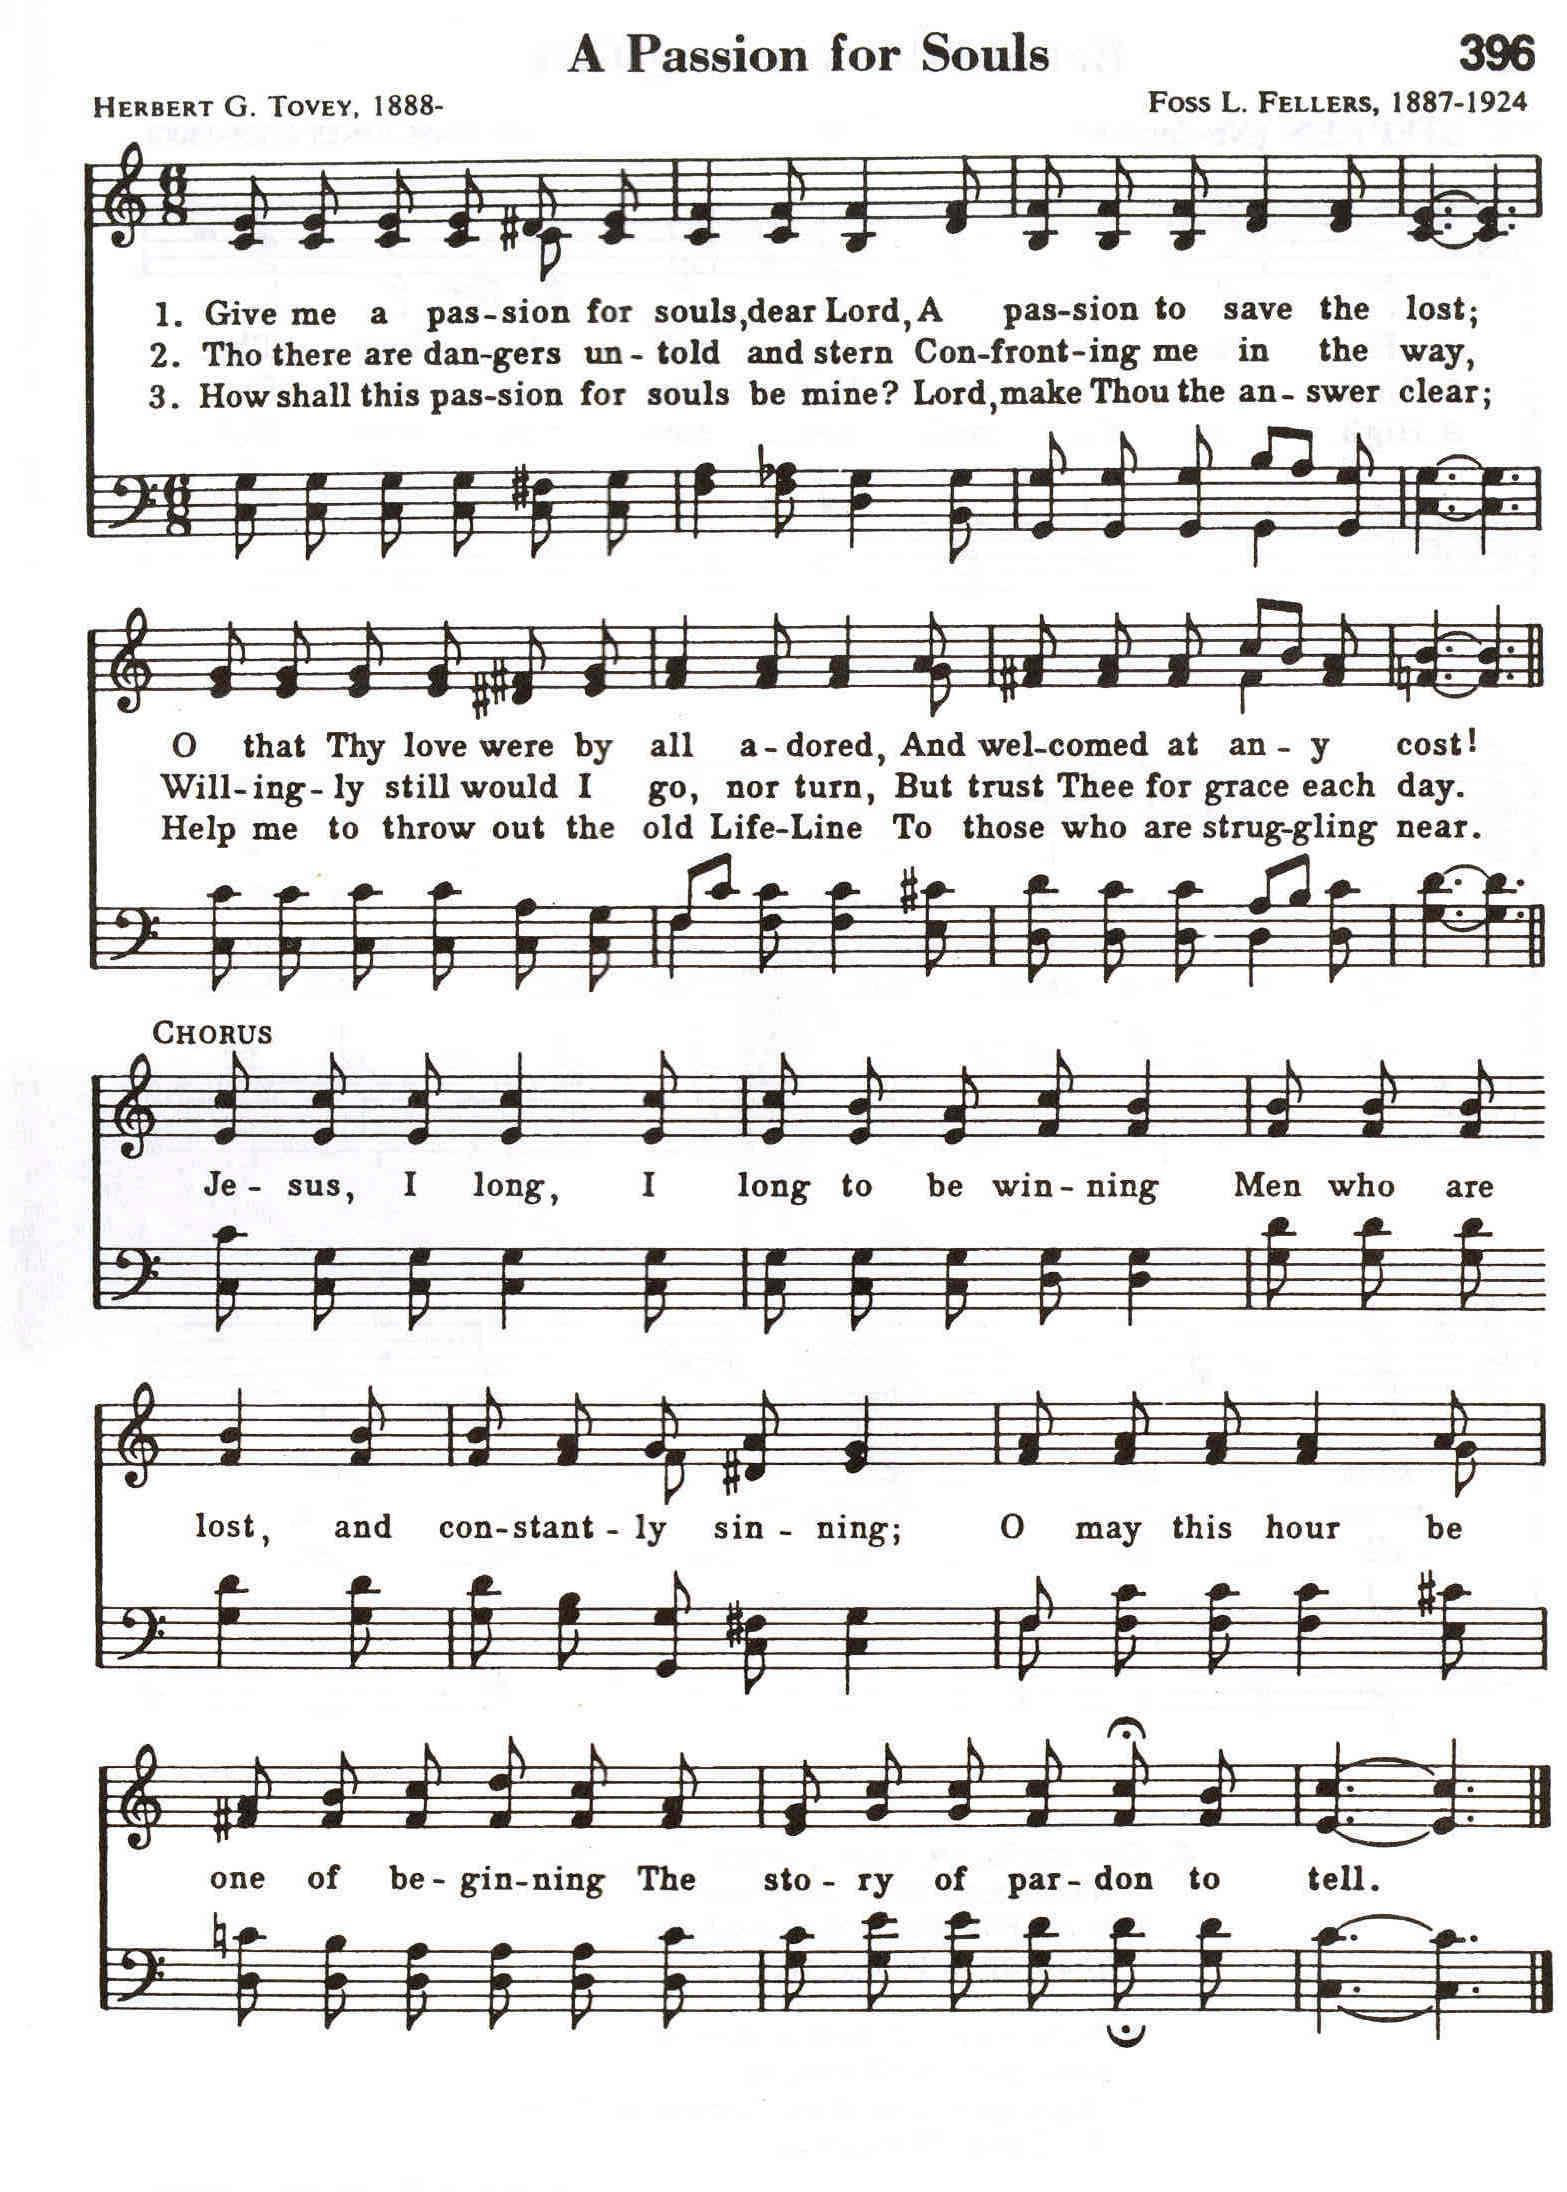 A Passion for Souls 396
HERBERT G. TOVEY, 1888- FOSS L. FELLERS, 1887-1924
1. Give me a pas-sion for souls, dear Lord, A pas-sion to save the lost;
2. Tho there are dan-gers un-told and stern Con-front-ing me in the way,
3. How shall this pas-sion for souls be mine? Lord, make Thou the an-swer clear;
O that Thy love were by all a-dored, And wel-comed at an-y cost!
Will-ing-ly still would I go, nor turn, But trust Thee for grace each day.
Help me to throw out the old Life-Line To those who are strug-gling near.
CHORUS
Je-sus, I long, I long to be win-ning Men who are
lost, and con-stant-ly sin-ning; O may this hour be
one of be-gin-ning The sto-ry of par-don to tell.